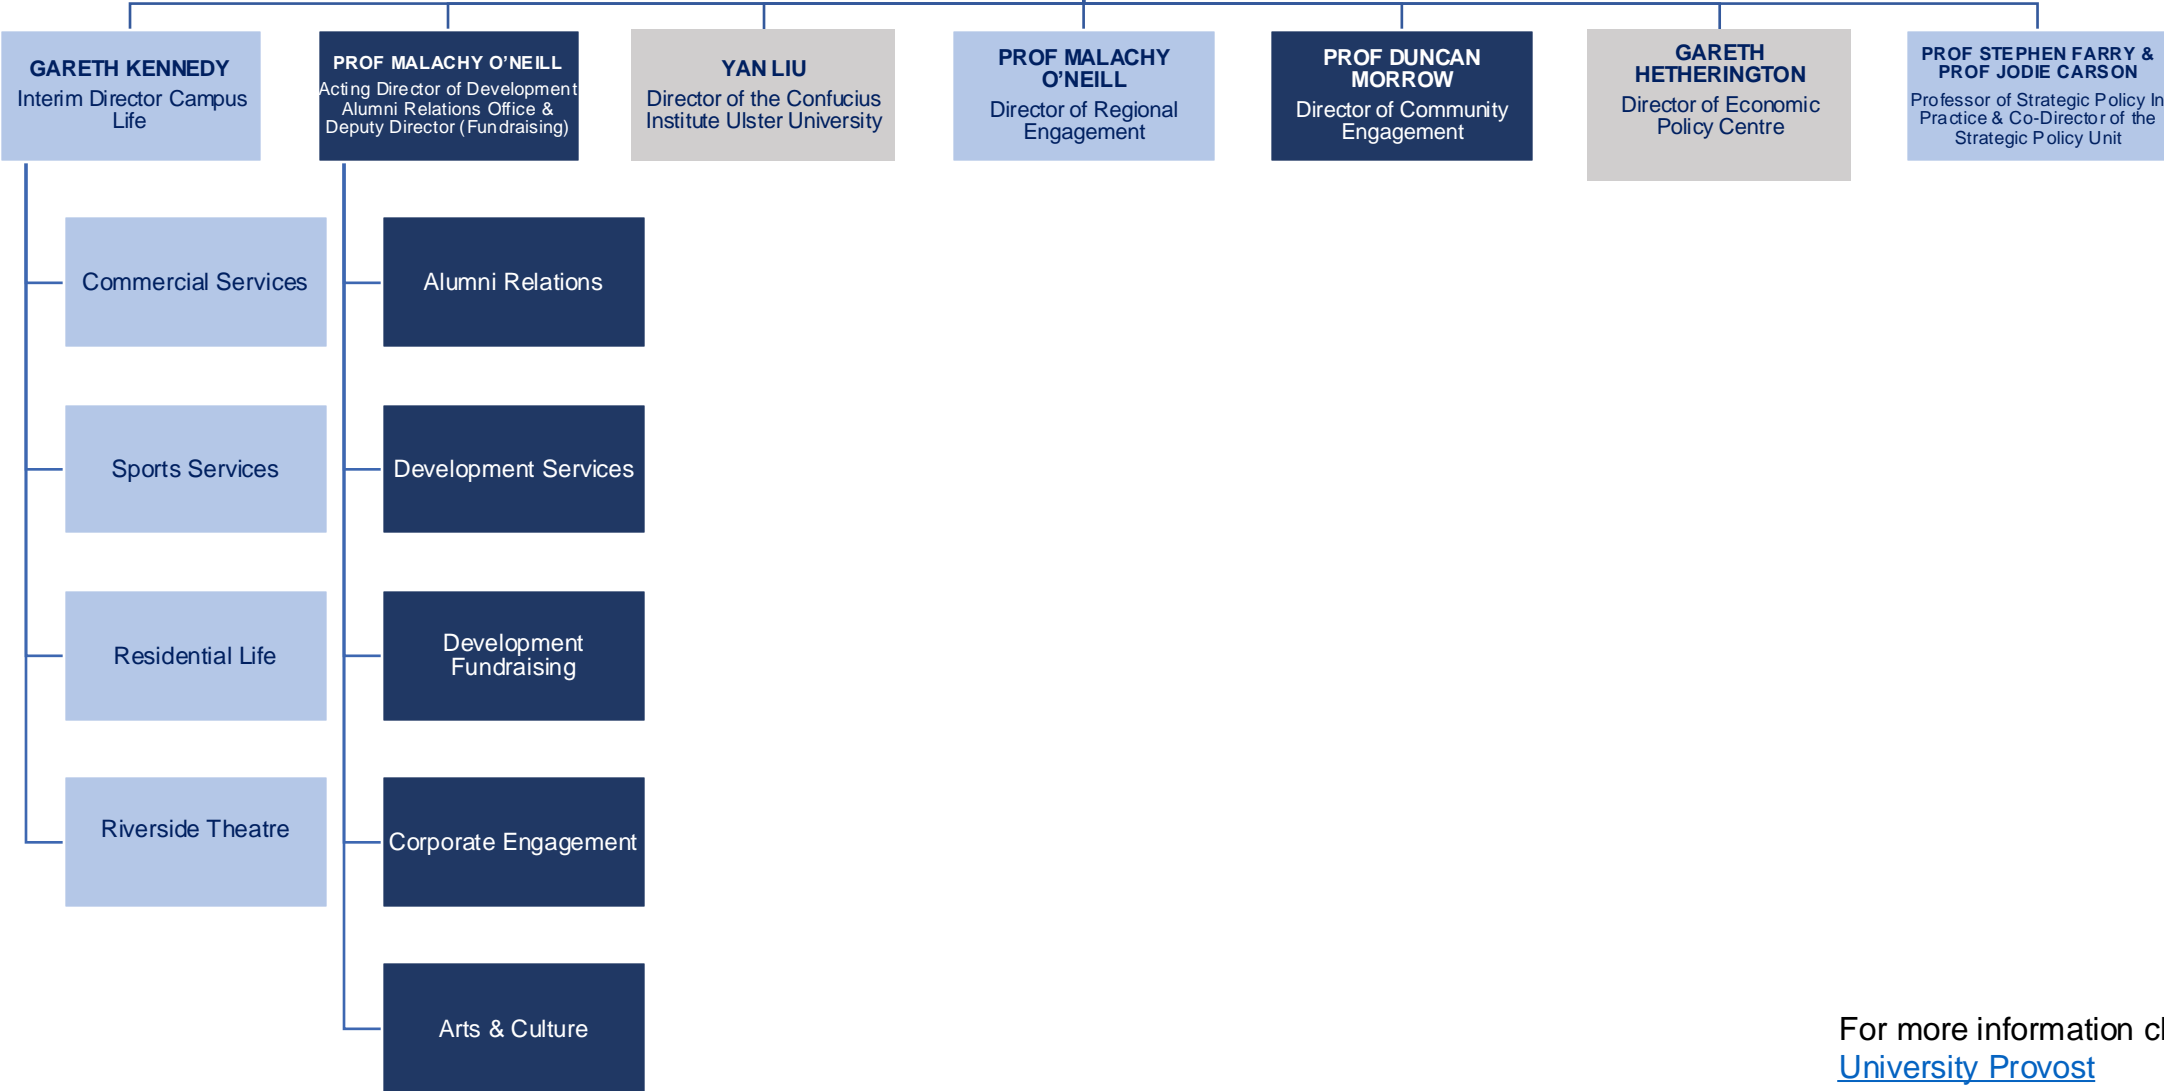 GARETH KENNEDY
Interim Director Campus
Life
PROF MALACHY O'NEILL
Acting Director of Development
Alumni Relations Office &
Deputy Director (Fundraising)
YAN LIU
Director of the Confucius
Institute Ulster University
PROF MALACHY
O'NEILL
Director of Regional
Engagement
PROF DUNCAN
MORROW
Director of Community
Engagement
GARETH
HETHERINGTON
Director of Economic
Policy Centre
PROF STEPHEN FARRY &
PROF JODIE CARSON
Professor of Strategic Policy In
Practice & Co-Director of the
Strategic Policy Unit
Commercial Services
Alumni Relations
Sports Services
Development Services
Residential Life
Development
Fundraising
Riverside Theatre
Corporate Engagement
Arts & Culture
For more information
University Provost